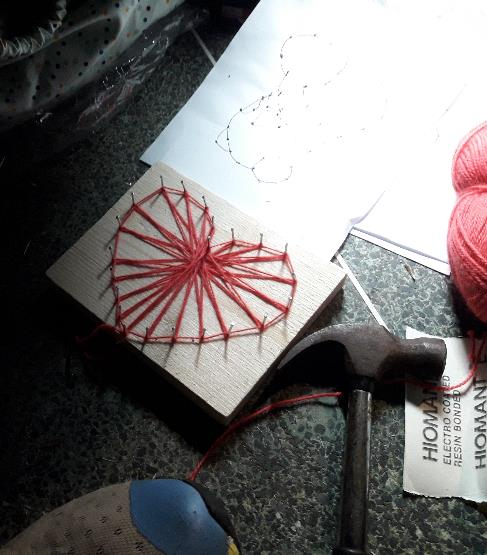 HIOMANT
ELECTRO COATED
RESIN BONDED
HIOMANT